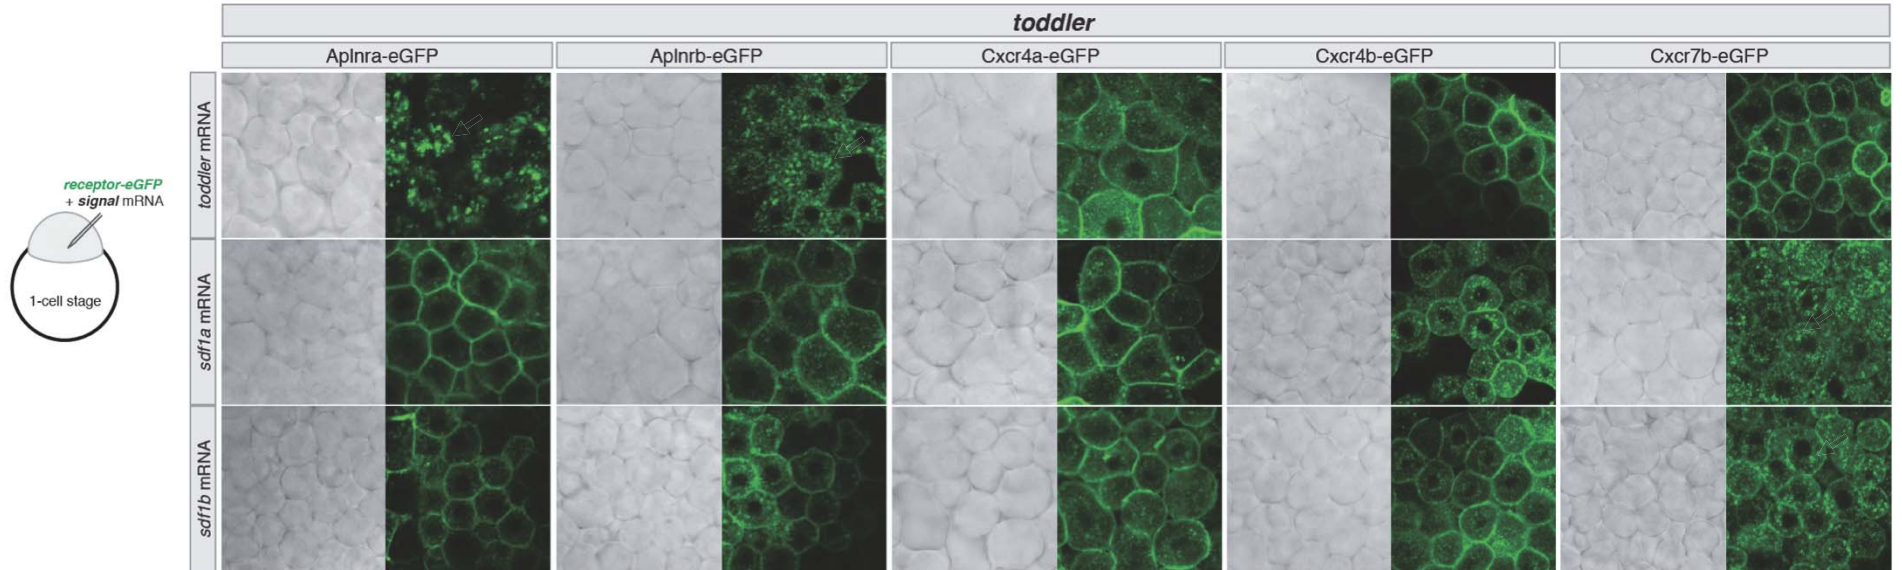 toddler
Aplnra-eGFP
Aplnrb-eGFP
Cxcr4a-eGFP
Cxcr4b-eGFP
Cxcr7b-eGFP
receptor-eGFP
+ signal mRNA
1-cell stage
toddler mRNA
sdf1a mRNA
sdf1b mRNA